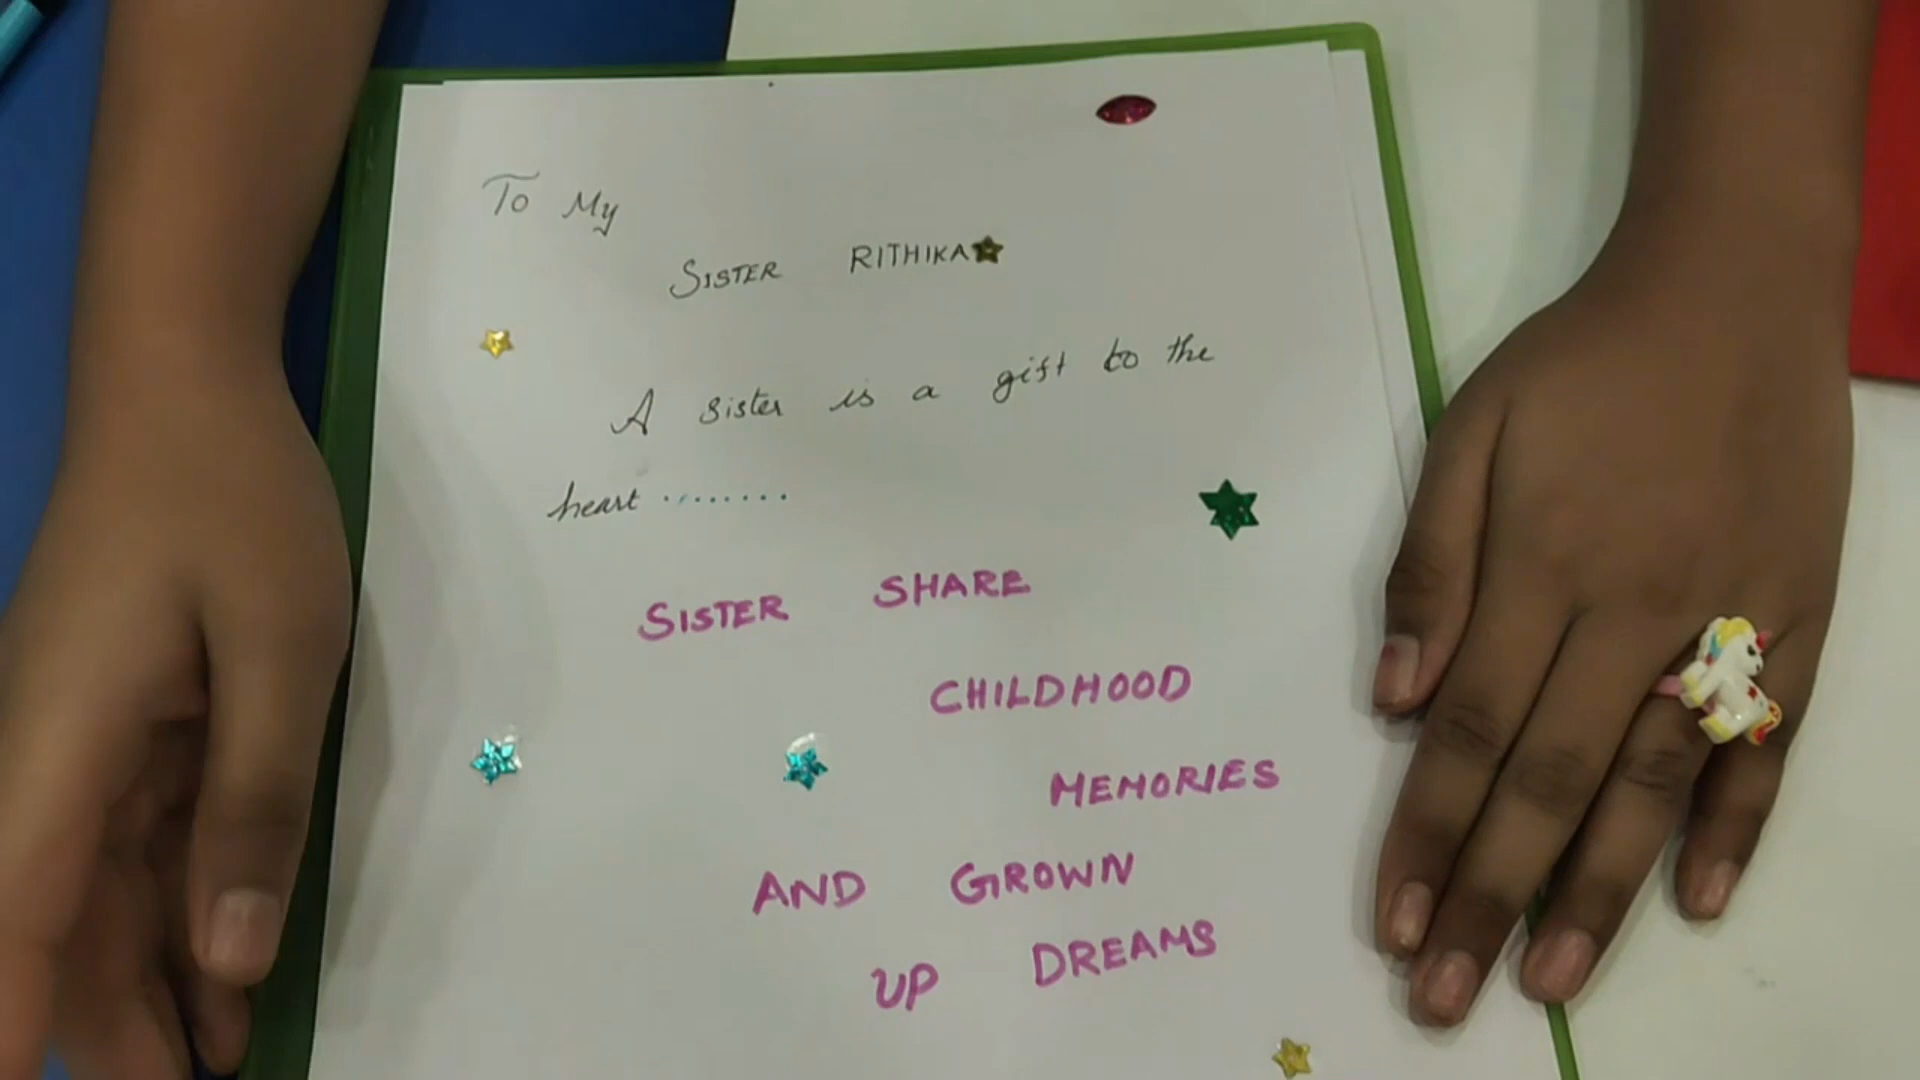 To My
SISTER RITHIKA
A sister is a gift to the
heart ........
SISTER SHARE
CHILDHOOD
MEMORIES
AND GROWN
UP DREAMS